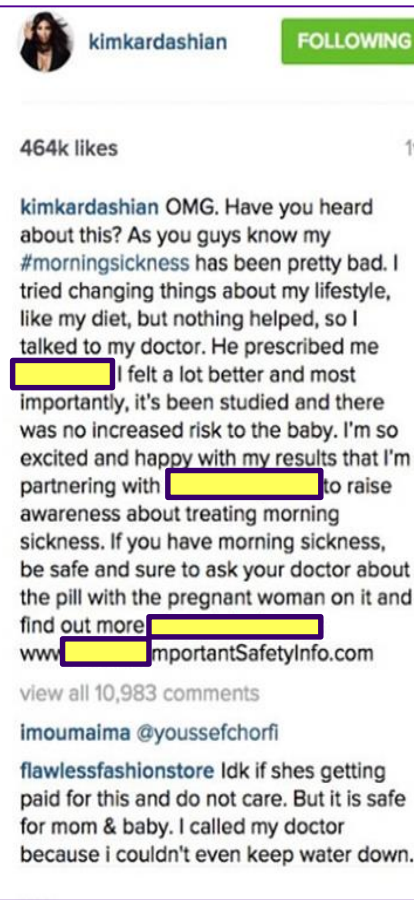 kimkardashian
FOLLOWING
464k likes
kimkardashian OMG. Have you heard
about this? As you guys know my
#morningsickness has been pretty bad. I
tried changing things about my lifestyle,
like my diet, but nothing helped, so I
talked to my doctor. He prescribed me
I felt a lot better and most
importantly, it's been studied and there
was no increased risk to the baby. I'm so
excited and happy with my results that I'm
partnering with to raise
awareness about treating morning
sickness. If you have morning sickness,
be safe and sure to ask your doctor about
the pill with the pregnant woman on it and
find out more
www mportantSafetyInfo.com
view all 10,983 comments
imoumaima @youssefchorfi
flawlessfashionstore Idk if shes getting
paid for this and do not care. But it is safe
for mom & baby. I called my doctor
because i couldn't even keep water down.